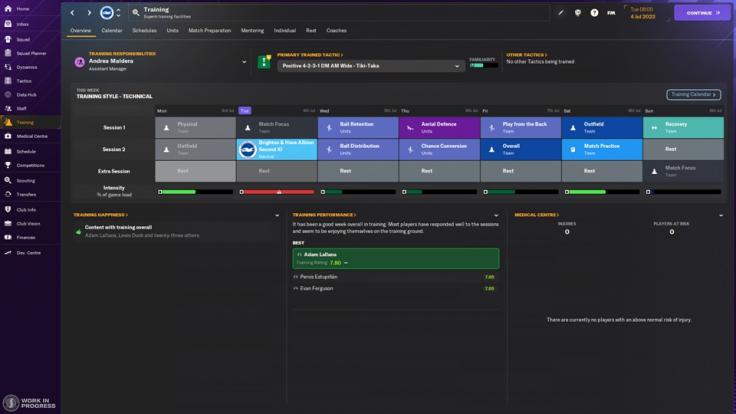 Home
Inbox
Squad
Squad Planner
Dynamics
Tactics
Data Hub
Staff
Training
Medical Centre
Schedule
Competitions
Scouting
Transfers
Club Info
Club Vision
Finances
Dev. Centre
WORK IN PROGRESS
Training
Superb training facilities
FM
Tue 08:00
4 Jul 2023
CONTINUE
Overview Calendar Schedules Units Match Preparation Mentoring Individual Rest Coaches
TRAINING RESPONSIBILITIES
Andrea Maldera
Assistant Manager
PRIMARY TRAINED TACTIC
Positive 4-2-3-1 DM AM Wide - Tiki-Taka
FAMILIARITY
OTHER TACTICS
No other Tactics being trained
THIS WEEK
TRAINING STYLE - TECHNICAL
Training Calendar
Mon Tue Wed Thu Fri Sat Sun
Session 1
Physical
Team
Match Focus
Team
Ball Retention
Units
Aerial Defence
Units
Play from the Back
Units
Outfield
Team
Recovery
Team
Session 2
Outfield
Team
Brighton & Hove Albion Second XI
Neutral
Ball Distribution
Units
Chance Conversion
Units
Overall
Team
Match Practice
Team
Rest
Extra Session
Rest
Rest
Rest
Rest
Rest
Rest
Match Focus
Team
Intensity
% of game load
TRAINING HAPPINESS
Content with training overall
Adam Lallana, Lewis Dunk and twenty three others
TRAINING PERFORMANCE
It has been a good week overall in training. Most players have responded well to the sessions
and seem to be enjoying themselves on the training ground.
BEST
Adam Lallana
Training Rating 7.80
Pervis Estupiñán 7.65
Evan Ferguson 7.65
MEDICAL CENTRE
INJURIES
0
PLAYERS AT RISK
0
There are currently no players with an above normal risk of injury.